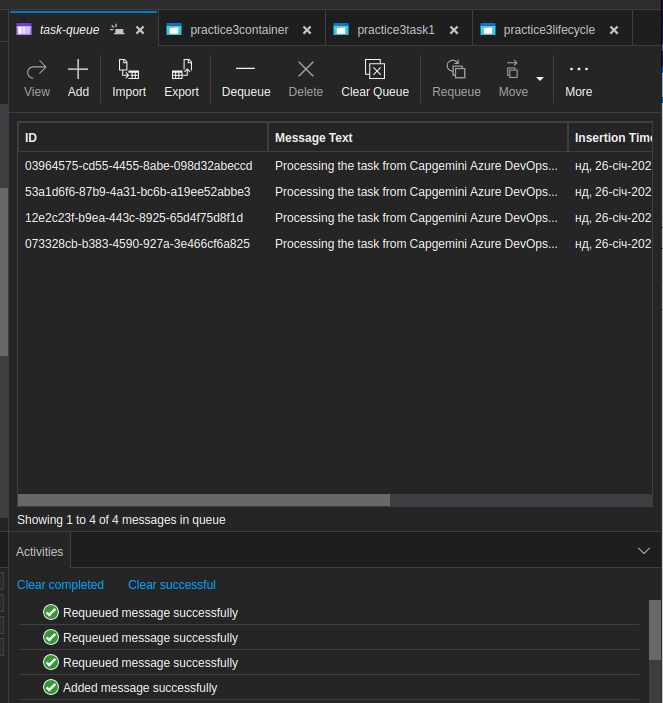 task-queue practice3container practice3task1 practice3lifecycle
View Add Import Export Dequeue Delete Clear Queue Requeue Move More
ID Message Text Insertion Time
03964575-cd55-4455-8abe-098d32abeccd Processing the task from Capgemini Azure DevOps... нд, 26-січ-202
53a1d6f6-87b9-4a31-bc6b-a19ee52abbe3 Processing the task from Capgemini Azure DevOps... нд, 26-січ-202
12e2c23f-b9ea-443c-8925-65d4f75d8f1d Processing the task from Capgemini Azure DevOps... нд, 26-січ-202
073328cb-b383-4590-927a-3e466cf6a825 Processing the task from Capgemini Azure DevOps... нд, 26-січ-202
Showing 1 to 4 of 4 messages in queue
Activities
Clear completed Clear successful
Requeued message successfully
Requeued message successfully
Requeued message successfully
Added message successfully